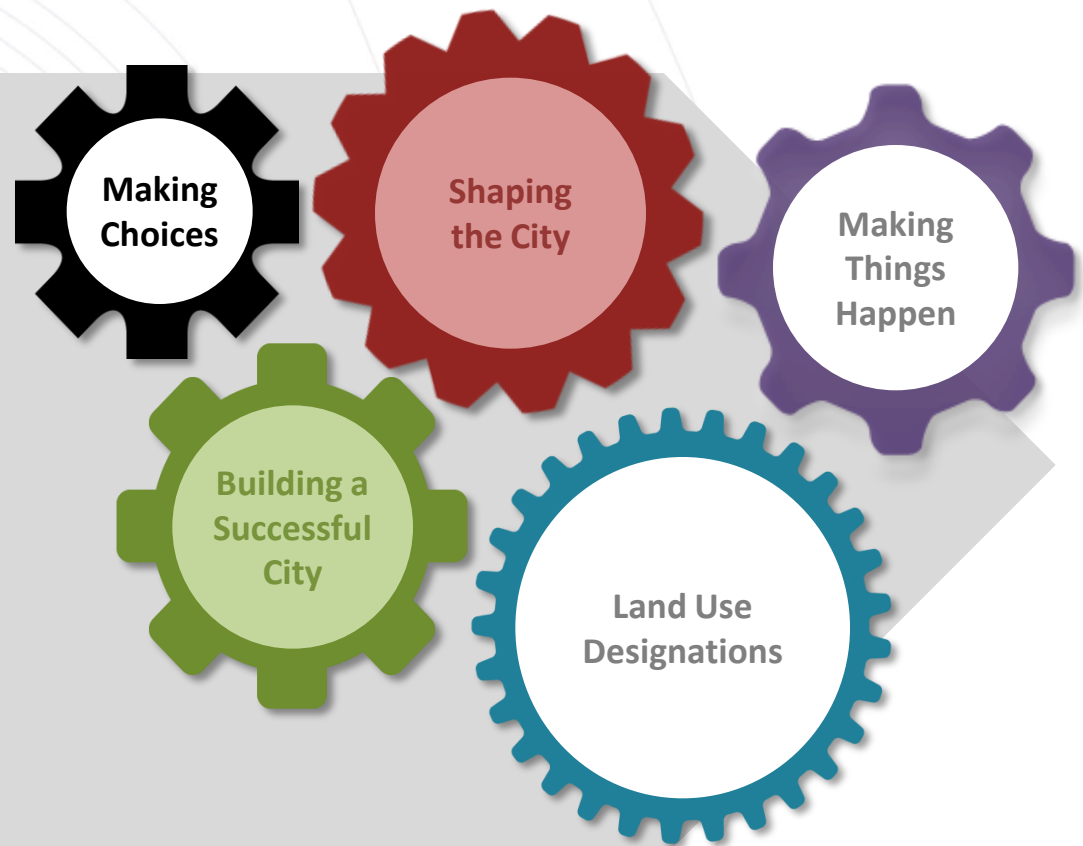 Making
Choices
Shaping
the City
Making
Things
Happen
Building a
Successful
City
Land Use
Designations